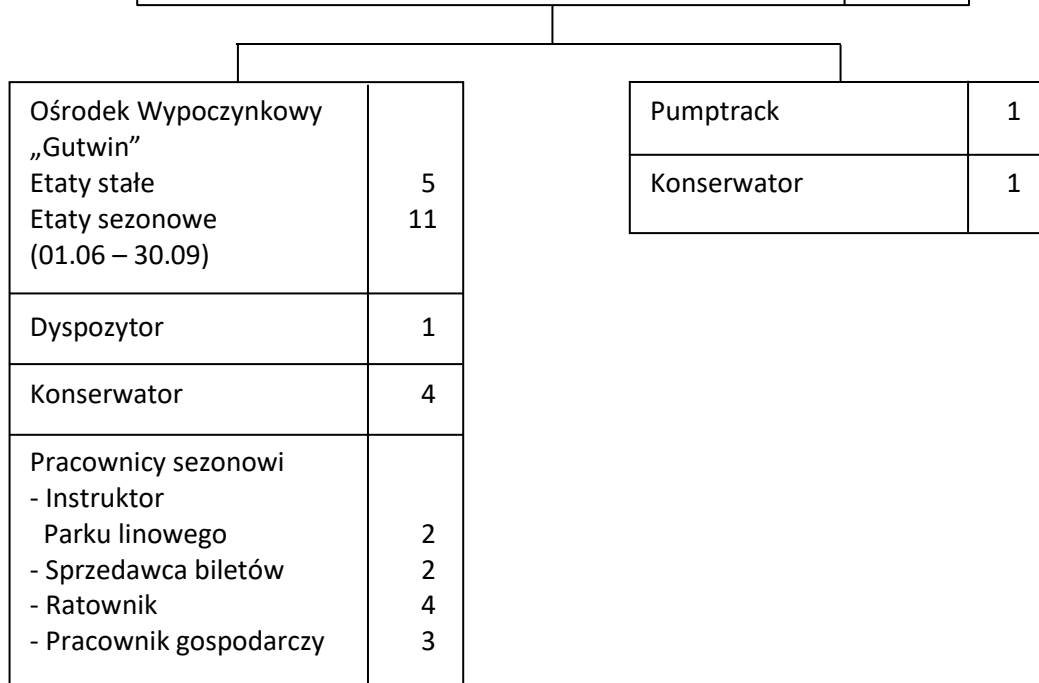 Ośrodek Wypoczynkowy
„Gutwin”
Etaty stałe 5
Etaty sezonowe 11
(01.06 – 30.09)
Dyspozytor 1
Konserwator 4
Pracownicy sezonowi
- Instruktor
Parku linowego 2
- Sprzedawca biletów 2
- Ratownik 4
- Pracownik gospodarczy 3
Pumptrack 1
Konserwator 1